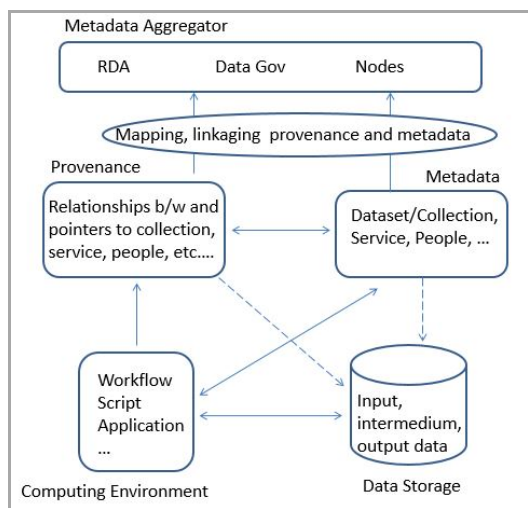 Metadata Aggregator
RDA Data Gov Nodes
Mapping, linkaging provenance and metadata
Provenance
Metadata
Relationships b/w and
pointers to collection,
service, people, etc....
Dataset/Collection,
Service, People, ...
Workflow
Script
Application
...
Input,
intermedium,
output data
Computing Environment
Data Storage